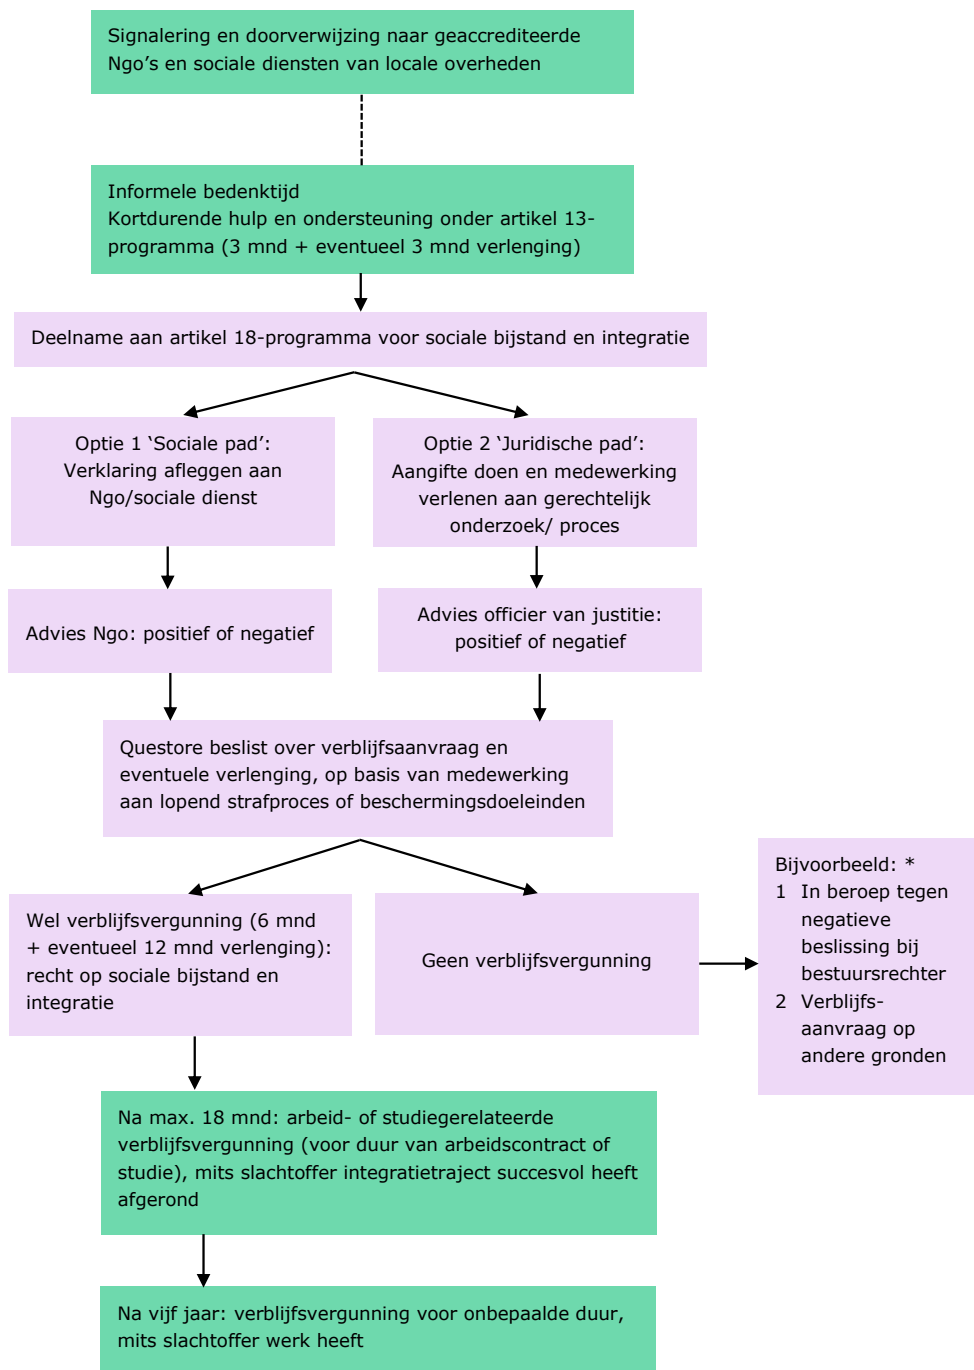 Signalering en doorverwijzing naar geaccrediteerde
Ngo's en sociale diensten van locale overheden
Informele bedenktijd
Kortdurende hulp en ondersteuning onder artikel 13-
programma (3 mnd + eventueel 3 mnd verlenging)
Deelname aan artikel 18-programma voor sociale bijstand en integratie
Optie 1 ‘Sociale pad’:
Verklaring afleggen aan
Ngo/sociale dienst
Optie 2 ‘Juridische pad’:
Aangifte doen en medewerking
verlenen aan gerechtelijk
onderzoek/ proces
Advies Ngo: positief of negatief
Advies officier van justitie:
positief of negatief
Questore beslist over verblijfsaanvraag en
eventuele verlenging, op basis van medewerking
aan lopend strafproces of beschermingsdoeleinden
Wel verblijfsvergunning (6 mnd
+ eventueel 12 mnd verlenging):
recht op sociale bijstand en
integratie
Geen verblijfsvergunning
Bijvoorbeeld: *
1 In beroep tegen
negatieve
beslissing bij
bestuursrechter
2 Verblijfs-
aanvraag op
andere gronden
Na max. 18 mnd: arbeid- of studiegerelateerde
verblijfsvergunning (voor duur van arbeidscontract of
studie), mits slachtoffer integratietraject succesvol heeft
afgerond
Na vijf jaar: verblijfsvergunning voor onbepaalde duur,
mits slachtoffer werk heeft